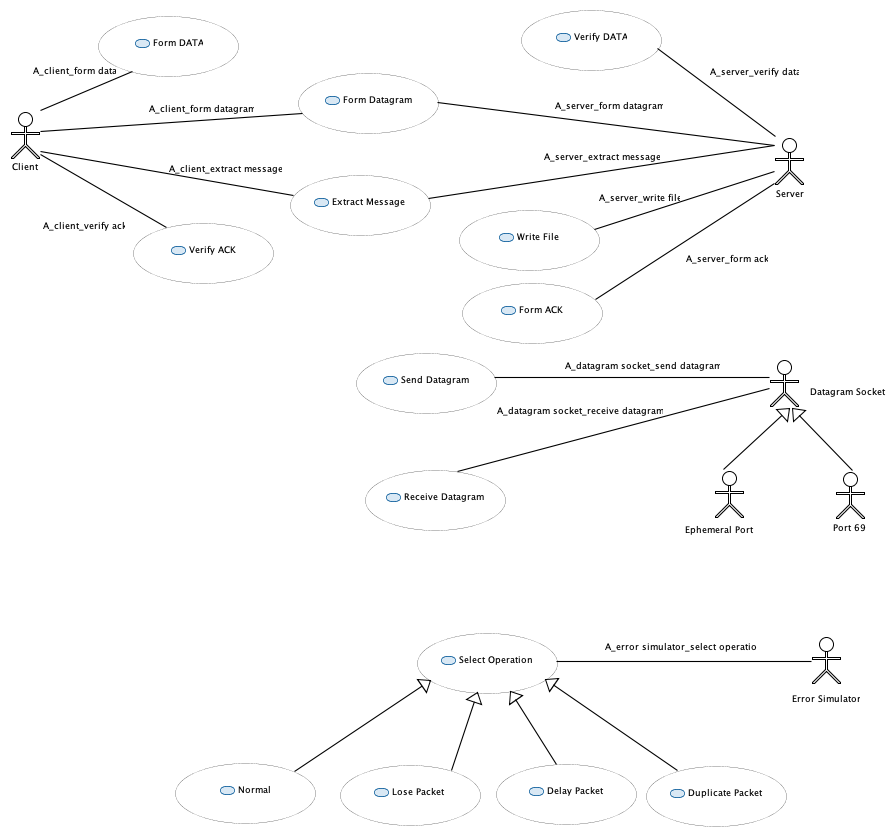 Form DATA
Verify DATA
A_client_form data
A_server_verify data
A_client_form datagram
Form Datagram
A_server_form datagram
Client
A_client_extract message
A_server_extract message
Server
Extract Message
A_server_write file
A_client_verify ack
Verify ACK
Write File
A_server_form ack
Form ACK
A_datagram socket_send datagram
Send Datagram
Datagram Socket
A_datagram socket_receive datagram
Receive Datagram
Ephemeral Port
Port 69
A_error simulator_select operatio
Select Operation
Error Simulator
Normal
Lose Packet
Delay Packet
Duplicate Packet